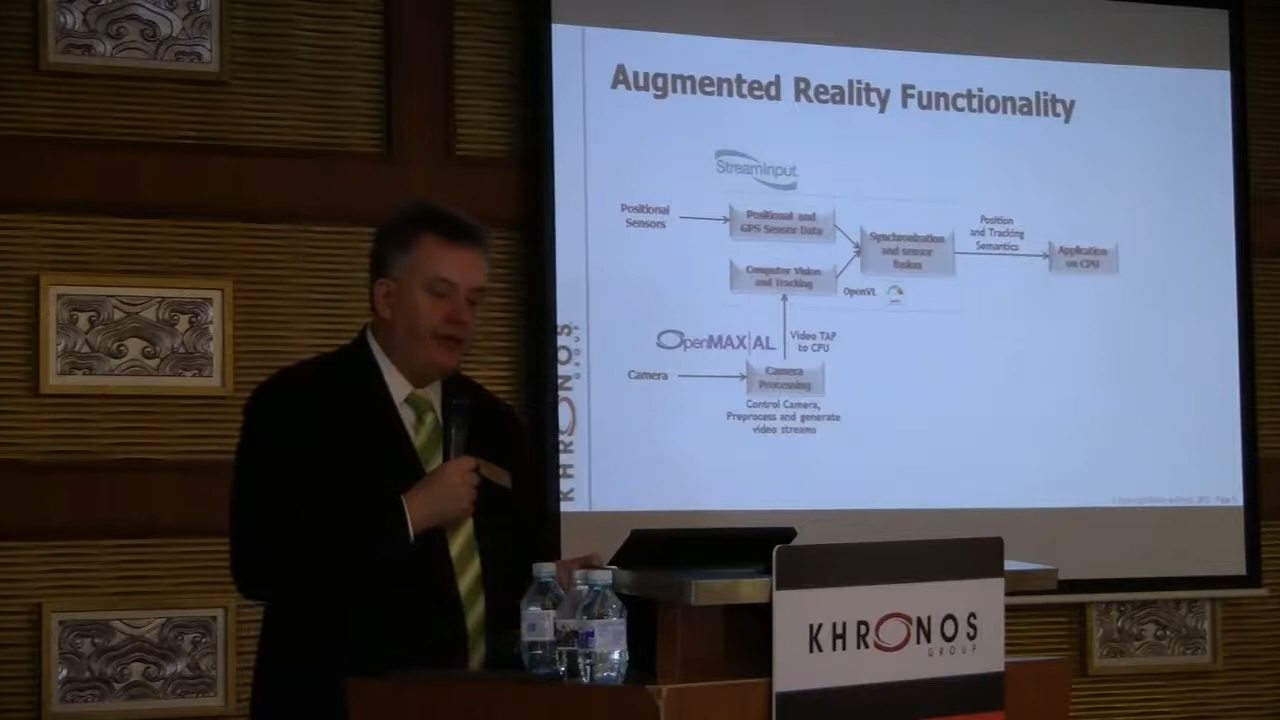 Augmented Reality Functionality
StreamInput
Positional
Sensors
Positional and
GPS Sensor Data
Synchronization
and sensor
fusion
Position
and Tracking
Semantics
Application
on CPU
Computer Vision
and Tracking
OpenVL
OpenMAX|AL
Video TAP
to CPU
Camera
Camera
Processing
Control Camera,
Preprocess and generate
video streams
KHRONOS
GROUP
KHRONOS
GROUP